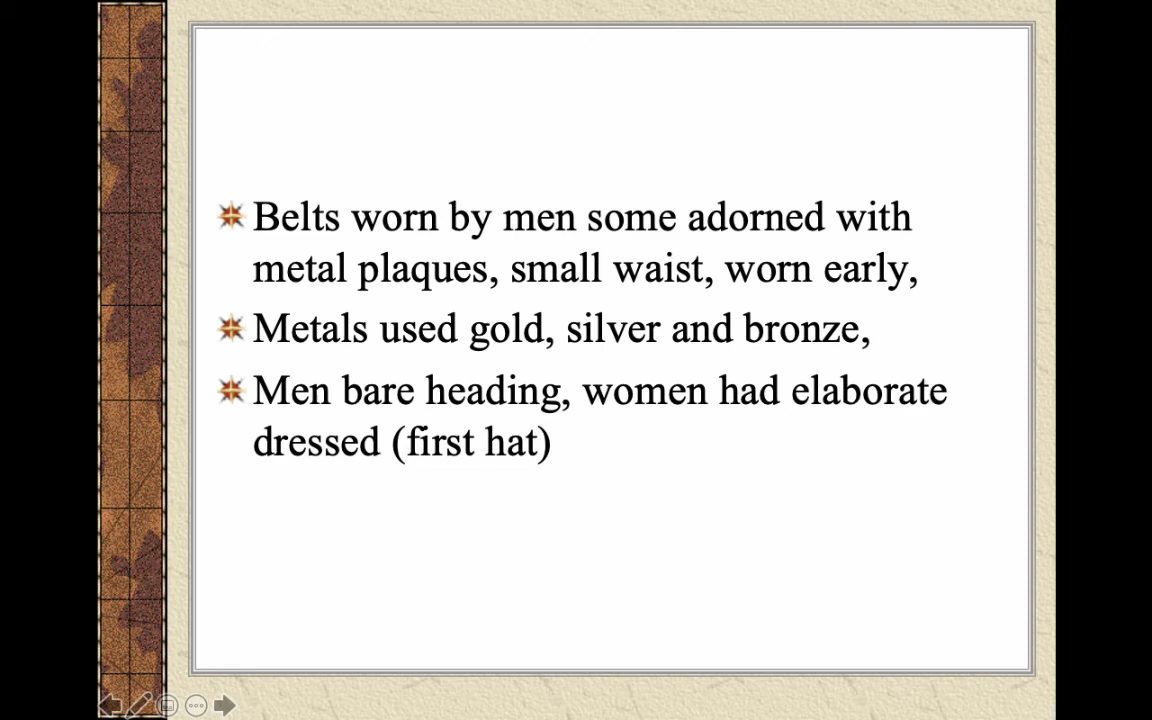 Belts worn by men some adorned with
metal plaques, small waist, worn early,
Metals used gold, silver and bronze,
Men bare heading, women had elaborate
dressed (first hat)